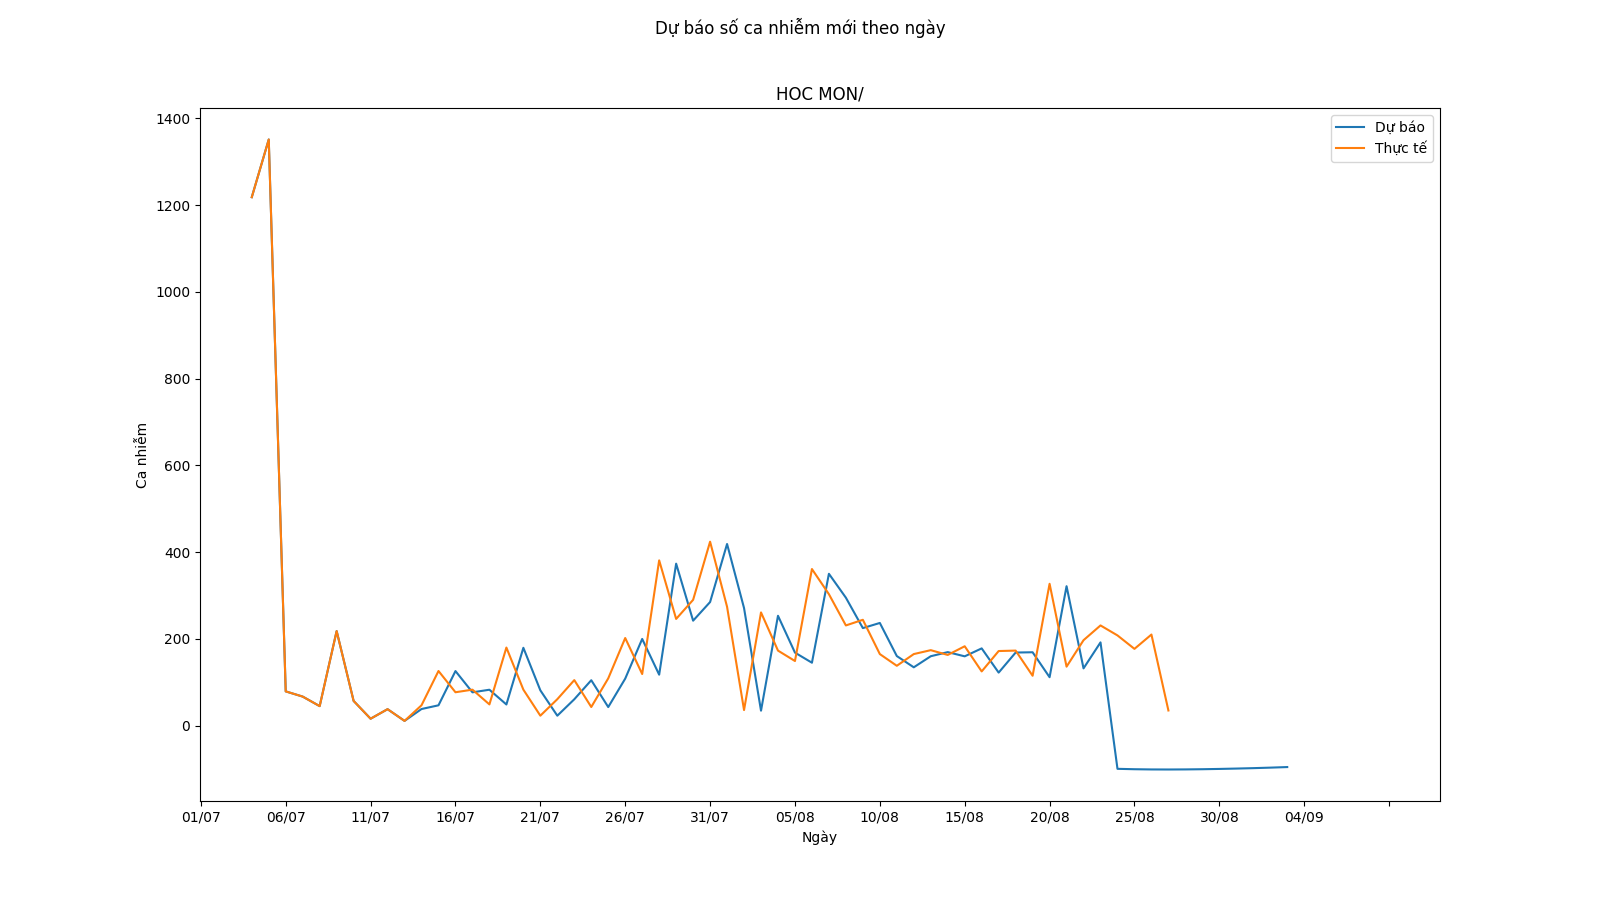 Dự báo số ca nhiễm mới theo ngày
HOC MON/
Dự báo
Thực tế
1400
1200
1000
800
600
400
200
0
Ca nhiễm
01/07 06/07 11/07 16/07 21/07 26/07 31/07 05/08 10/08 15/08 20/08 25/08 30/08 04/09
Ngày